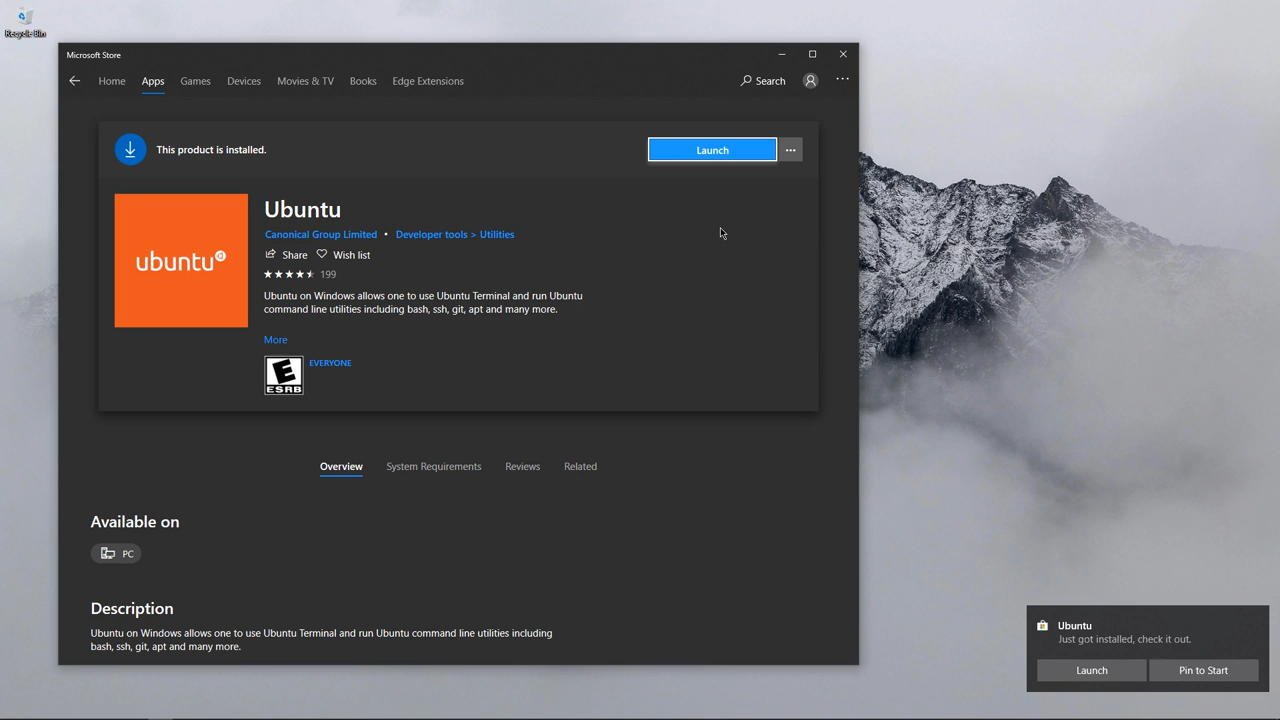 Recycle Bin
Microsoft Store
Home Apps Games Devices Movies & TV Books Edge Extensions Search
This product is installed.
Launch
ubuntu
Ubuntu
Canonical Group Limited • Developer tools > Utilities
Share Wish list
199
Ubuntu on Windows allows one to use Ubuntu Terminal and run Ubuntu
command line utilities including bash, ssh, git, apt and many more.
More
E
ESRB
EVERYONE
Overview System Requirements Reviews Related
Available on
PC
Description
Ubuntu on Windows allows one to use Ubuntu Terminal and run Ubuntu command line utilities including
bash, ssh, git, apt and many more.
Ubuntu
Just got installed, check it out.
Launch Pin to Start